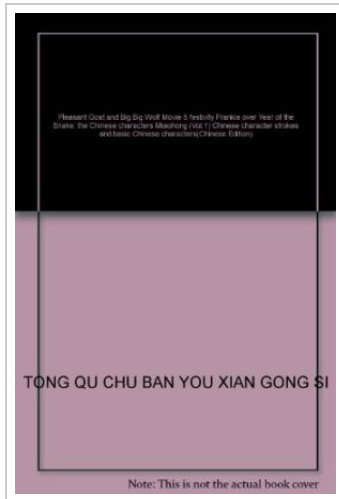 Pleasant Goat and Big Big Wolf Movie 5 festivity Frankie over Year of the
Snake. the Chinese characters Miaohong (Vol.1) Chinese character strokes
and basic Chinese characters(Chinese Edition)
TONG QU CHU BAN YOU XIAN GONG SI
Note: This is not the actual book cover